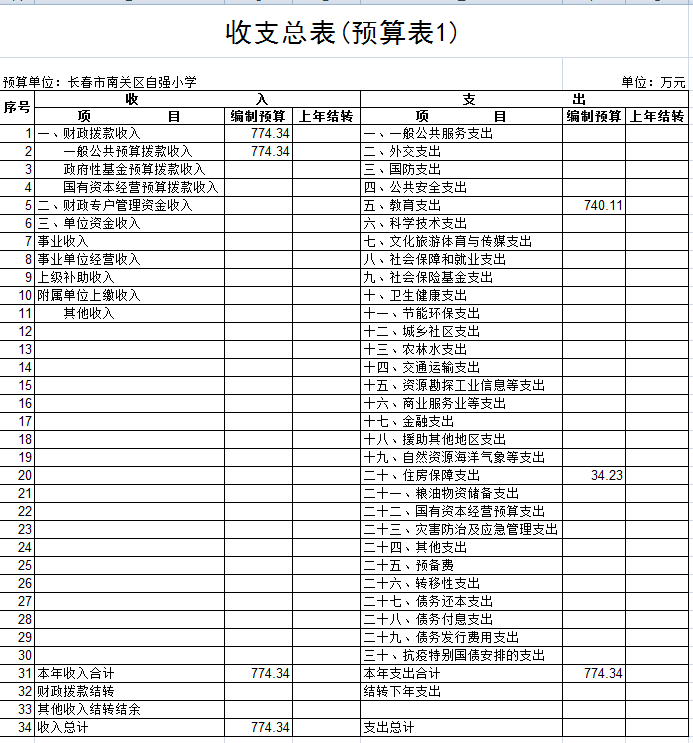 收支总表(预算表1)
预算单位：长春市南关区自强小学 单位：万元
序号 收 入 支 出
项 目 编制预算 上年结转 项 目 编制预算 上年结转
1 一、财政拨款收入 774.34 一、一般公共服务支出
2 一般公共预算拨款收入 774.34 二、外交支出
3 政府性基金预算拨款收入 三、国防支出
4 国有资本经营预算拨款收入 四、公共安全支出
5 二、财政专户管理资金收入 五、教育支出 740.11
6 三、单位资金收入 六、科学技术支出
7 事业收入 七、文化旅游体育与传媒支出
8 事业单位经营收入 八、社会保障和就业支出
9 上级补助收入 九、社会保险基金支出
10 附属单位上缴收入 十、卫生健康支出
11 其他收入 十一、节能环保支出
12 十二、城乡社区支出
13 十三、农林水支出
14 十四、交通运输支出
15 十五、资源勘探工业信息等支出
16 十六、商业服务业等支出
17 十七、金融支出
18 十八、援助其他地区支出
19 十九、自然资源海洋气象等支出
20 二十、住房保障支出 34.23
21 二十一、粮油物资储备支出
22 二十二、国有资本经营预算支出
23 二十三、灾害防治及应急管理支出
24 二十四、其他支出
25 二十五、预备费
26 二十六、转移性支出
27 二十七、债务还本支出
28 二十八、债务付息支出
29 二十九、债务发行费用支出
30 三十、抗疫特别国债安排的支出
31 本年收入合计 774.34 本年支出合计 774.34
32 财政拨款结转 结转下年支出
33 其他收入结转结余
34 收入总计 774.34 支出总计